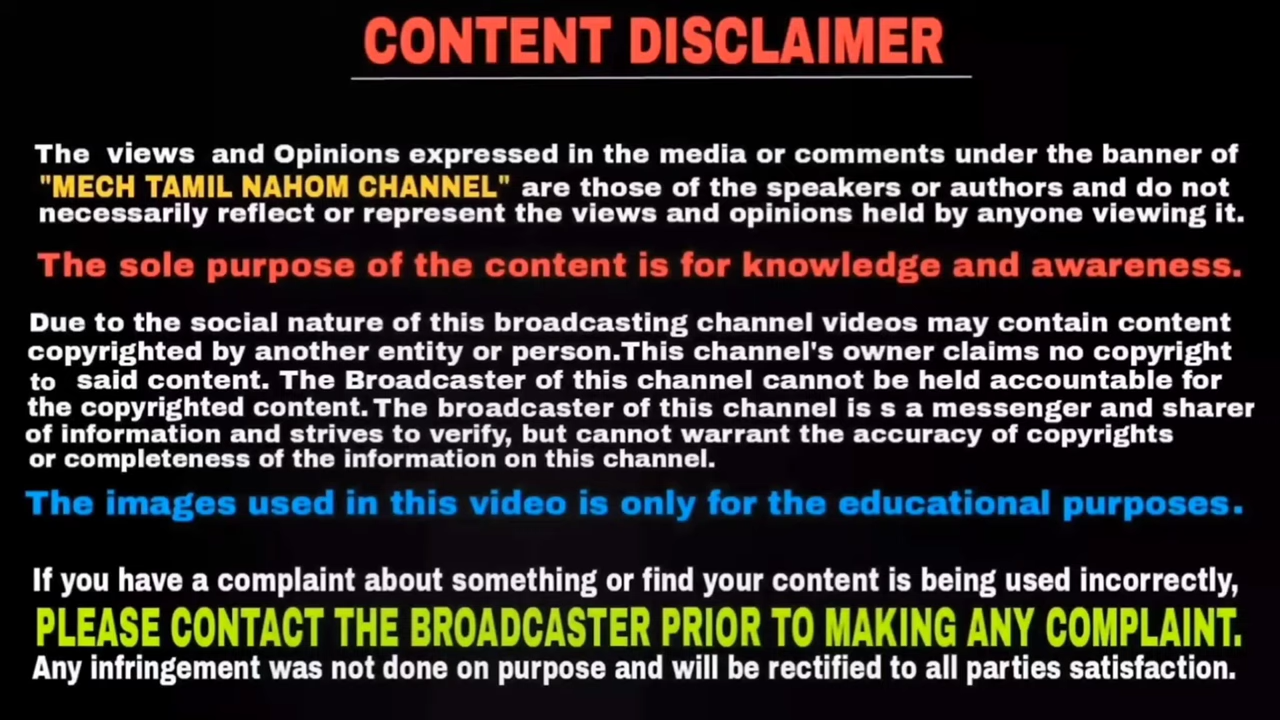 CONTENT DISCLAIMER
The views and Opinions expressed in the media or comments under the banner of
"MECH TAMIL NAHOM CHANNEL" are those of the speakers or authors and do not
necessarily reflect or represent the views and opinions held by anyone viewing it.
The sole purpose of the content is for knowledge and awareness.
Due to the social nature of this broadcasting channel videos may contain content
copyrighted by another entity or person.This channel's owner claims no copyright
to said content. The Broadcaster of this channel cannot be held accountable for
the copyrighted content. The broadcaster of this channel is s a messenger and sharer
of information and strives to verify, but cannot warrant the accuracy of copyrights
or completeness of the information on this channel.
The images used in this video is only for the educational purposes.
If you have a complaint about something or find your content is being used incorrectly,
PLEASE CONTACT THE BROADCASTER PRIOR TO MAKING ANY COMPLAINT.
Any infringement was not done on purpose and will be rectified to all parties satisfaction.